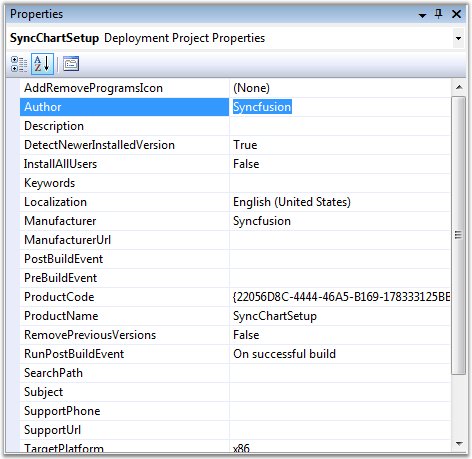 Properties
SyncChartSetup Deployment Project Properties
AddRemoveProgramsIcon (None)
Author Syncfusion
Description
DetectNewerInstalledVersion True
InstallAllUsers False
Keywords
Localization English (United States)
Manufacturer Syncfusion
ManufacturerUrl
PostBuildEvent
PreBuildEvent
ProductCode {22056D8C-4444-46A5-B169-178333125BE
ProductName SyncChartSetup
RemovePreviousVersions False
RunPostBuildEvent On successful build
SearchPath
Subject
SupportPhone
SupportUrl
TargetPlatform x86